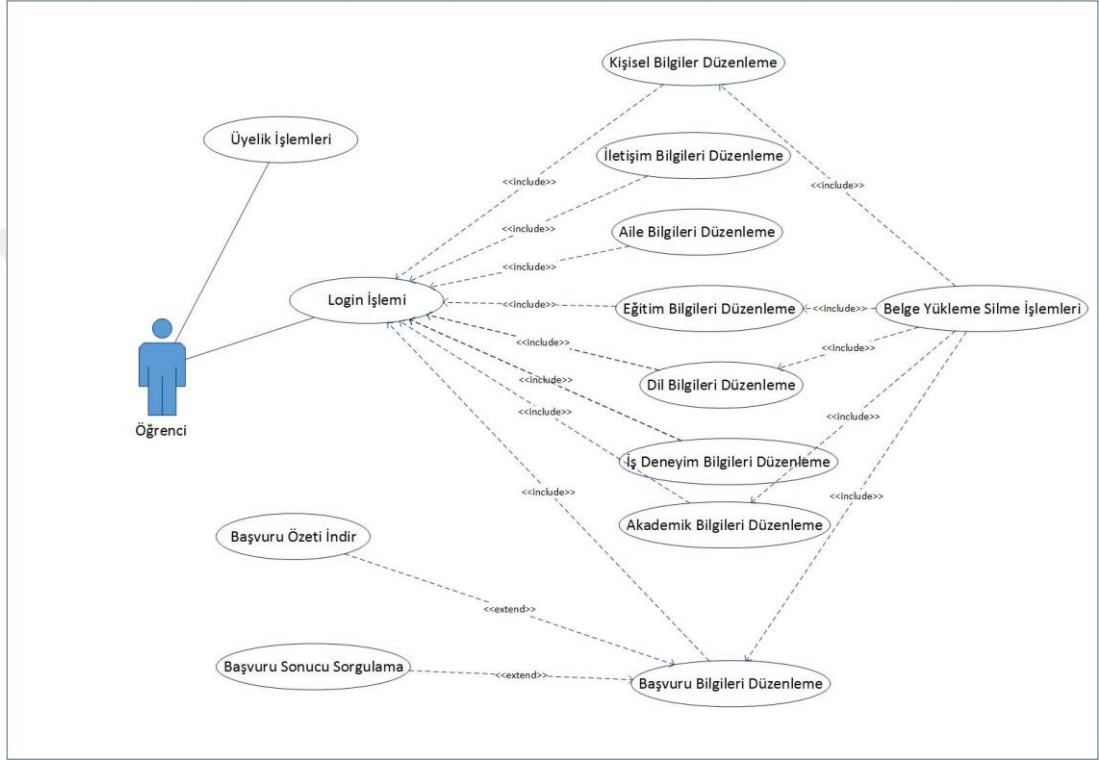 Kişisel Bilgiler Düzenleme
Üyelik İşlemleri
İletişim Bilgileri Düzenleme
<<include>>
<<include>>
<<include>>
Aile Bilgileri Düzenleme
<<include>>
Login İşlemi
Eğitim Bilgileri Düzenleme
Belge Yükleme Silme İşlemleri
<<include>>
<<include>>
<<include>>
<<include>>
<<include>>
Dil Bilgileri Düzenleme
<<include>>
<<include>>
Öğrenci
İş Deneyim Bilgileri Düzenleme
<<include>>
<<include>>
Akademik Bilgileri Düzenleme
Başvuru Özeti İndir
<<extend>>
Başvuru Sonucu Sorgulama
<<extend>>
Başvuru Bilgileri Düzenleme